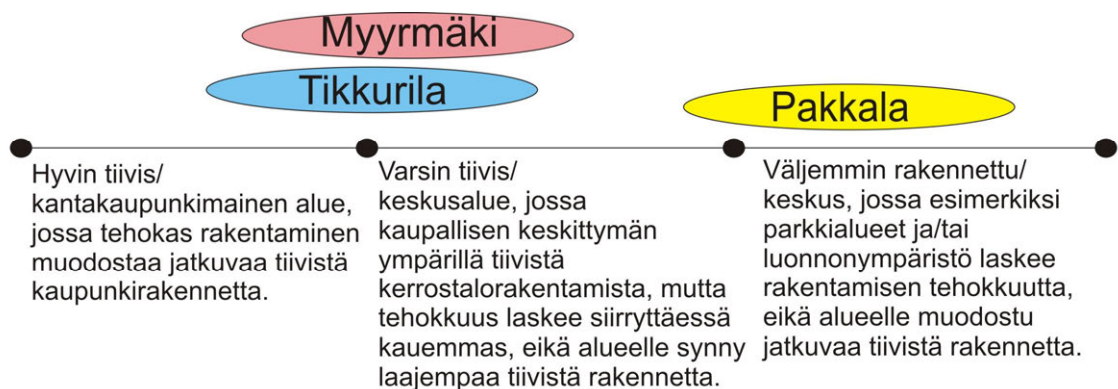 Myyrmäki
Tikkurila
Pakkala
Hyvin tiivis/
kantakaupunkimainen alue,
jossa tehokas rakentaminen
muodostaa jatkuvaa tiivistä
kaupunkirakennetta.
Varsin tiivis/
keskusalue, jossa
kaupallisen keskittymän
ympärillä tiivistä
kerrostalorakentamista, mutta
tehokkuus laskee siirryttäessä
kauemmas, eikä alueelle synny
laajempaa tiivistä rakennetta.
Väljemmin rakennettu/
keskus, jossa esimerkiksi
parkkialueet ja/tai
luonnonympäristö laskee
rakentamisen tehokkuutta,
eikä alueelle muodostu
jatkuvaa tiivistä rakennetta.